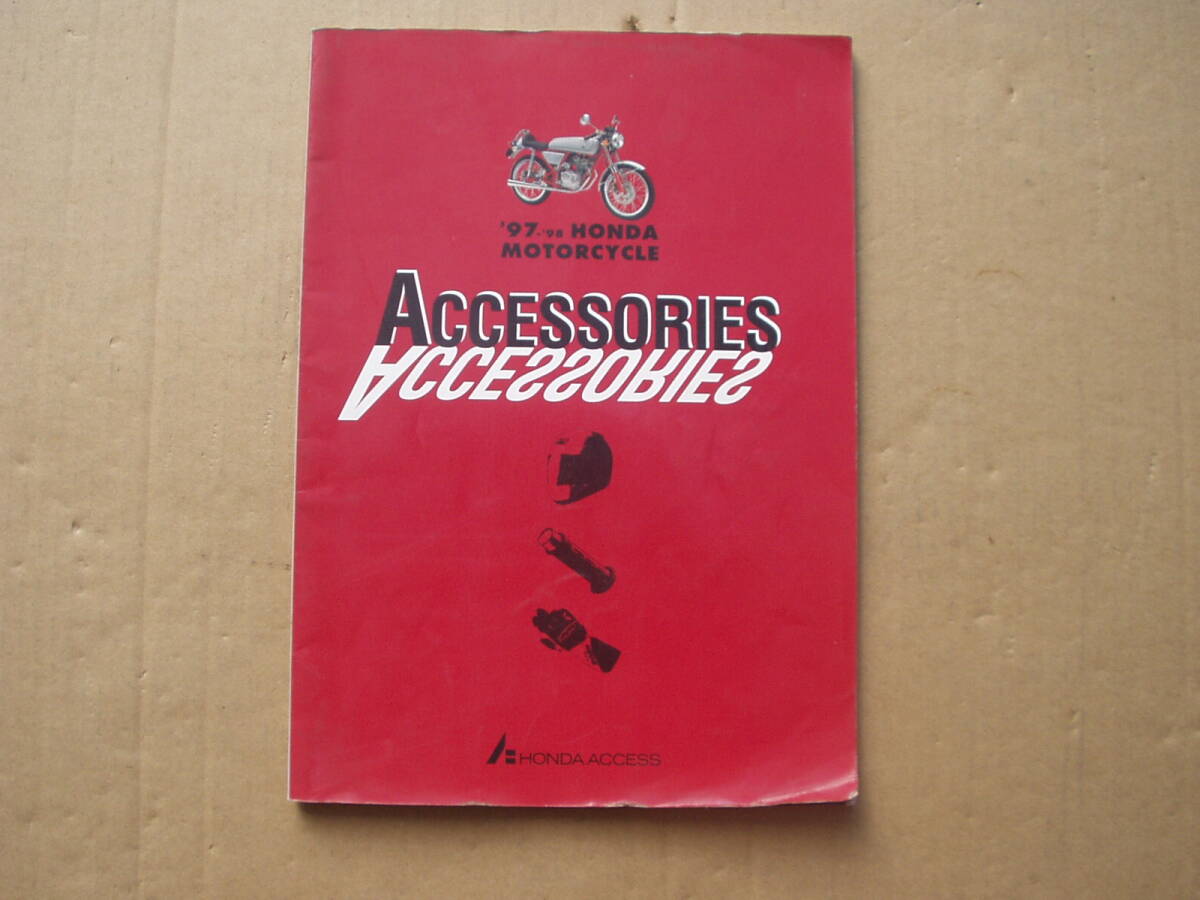 '97-'98 HONDA
MOTORCYCLE
ACCESSORIES
ACCESSORIES
HONDA ACCESS